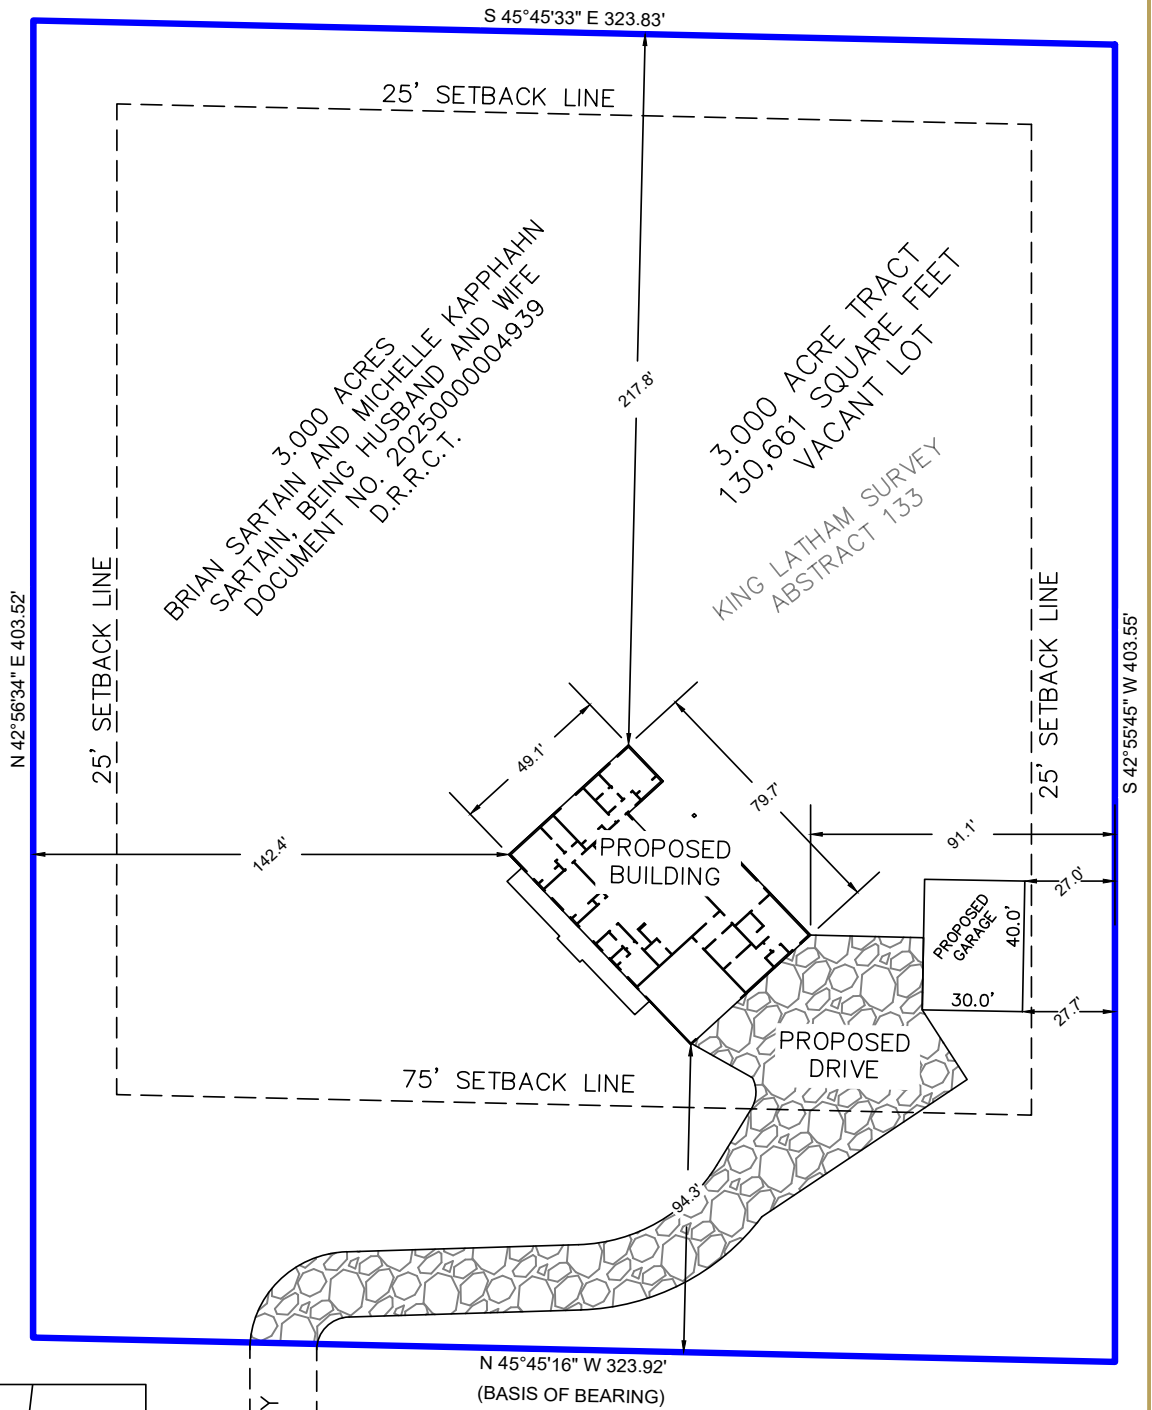 S 45°45'33" E 323.83'
25' SETBACK LINE
217.8'
3.000 ACRES
BRIAN SARTAIN AND MICHELLE KAPPHAHN
SARTAIN, BEING HUSBAND AND WIFE
DOCUMENT NO. 2025000004939
D.R.R.C.T.
3.000 ACRE TRACT
130,661 SQUARE FEET
VACANT LOT
KING LATHAM SURVEY
ABSTRACT 133
N 42°56'34" E 403.52'
25' SETBACK LINE
25' SETBACK LINE
S 42°55'45" W 403.55'
49.1'
79.7'
142.4'
PROPOSED
BUILDING
91.1'
27.0'
PROPOSED
GARAGE
40.0'
30.0'
27.7'
PROPOSED
DRIVE
75' SETBACK LINE
94.3'
N 45°45'16" W 323.92'
(BASIS OF BEARING)
Y